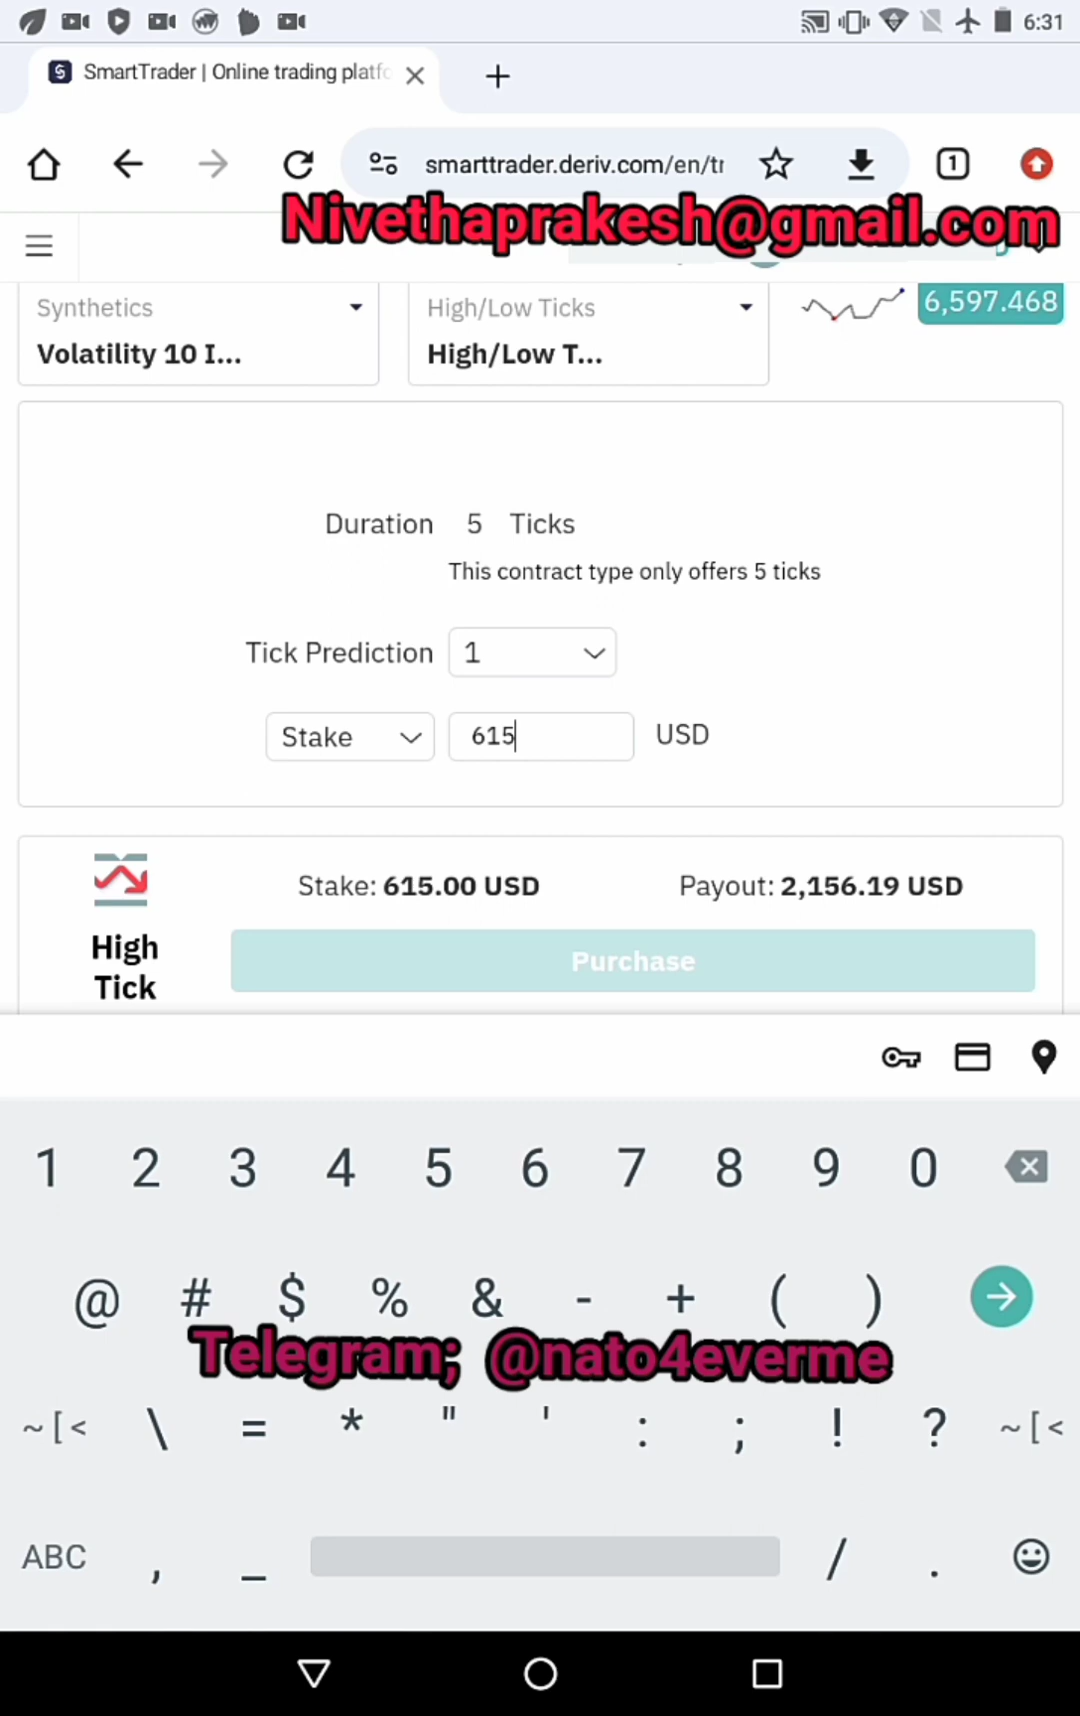 6:31
SmartTrader | Online trading platfo
smarttrader.deriv.com/en/tr
1
Nivethaprakesh@gmail.com
Synthetics
Volatility 10 I...
High/Low Ticks
High/Low T...
6,597.468
Duration 5 Ticks
This contract type only offers 5 ticks
Tick Prediction 1
Stake 615 USD
High
Tick
Stake: 615.00 USD
Payout: 2,156.19 USD
Purchase
1 2 3 4 5 6 7 8 9 0
@ # $ % & - + ( )
Telegram; @nato4everme
~[< \ = * " ' : ; ! ? ~[<
ABC , _ / .